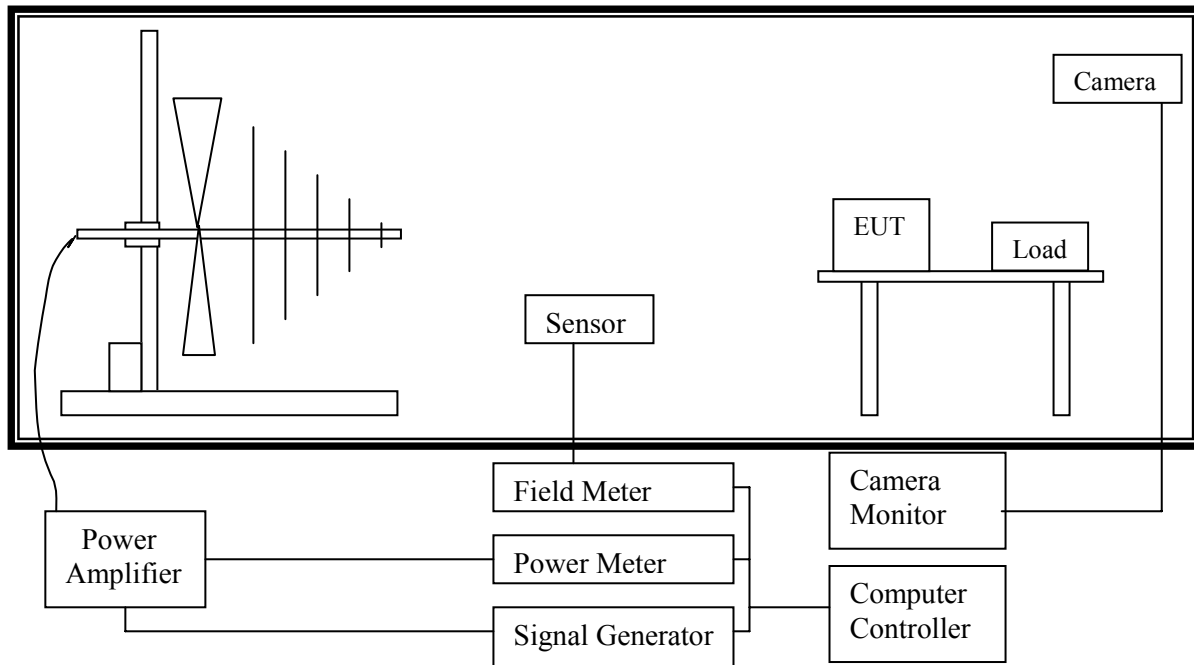 Camera
EUT
Load
Sensor
Field Meter
Camera
Monitor
Power
Amplifier
Power Meter
Computer
Controller
Signal Generator